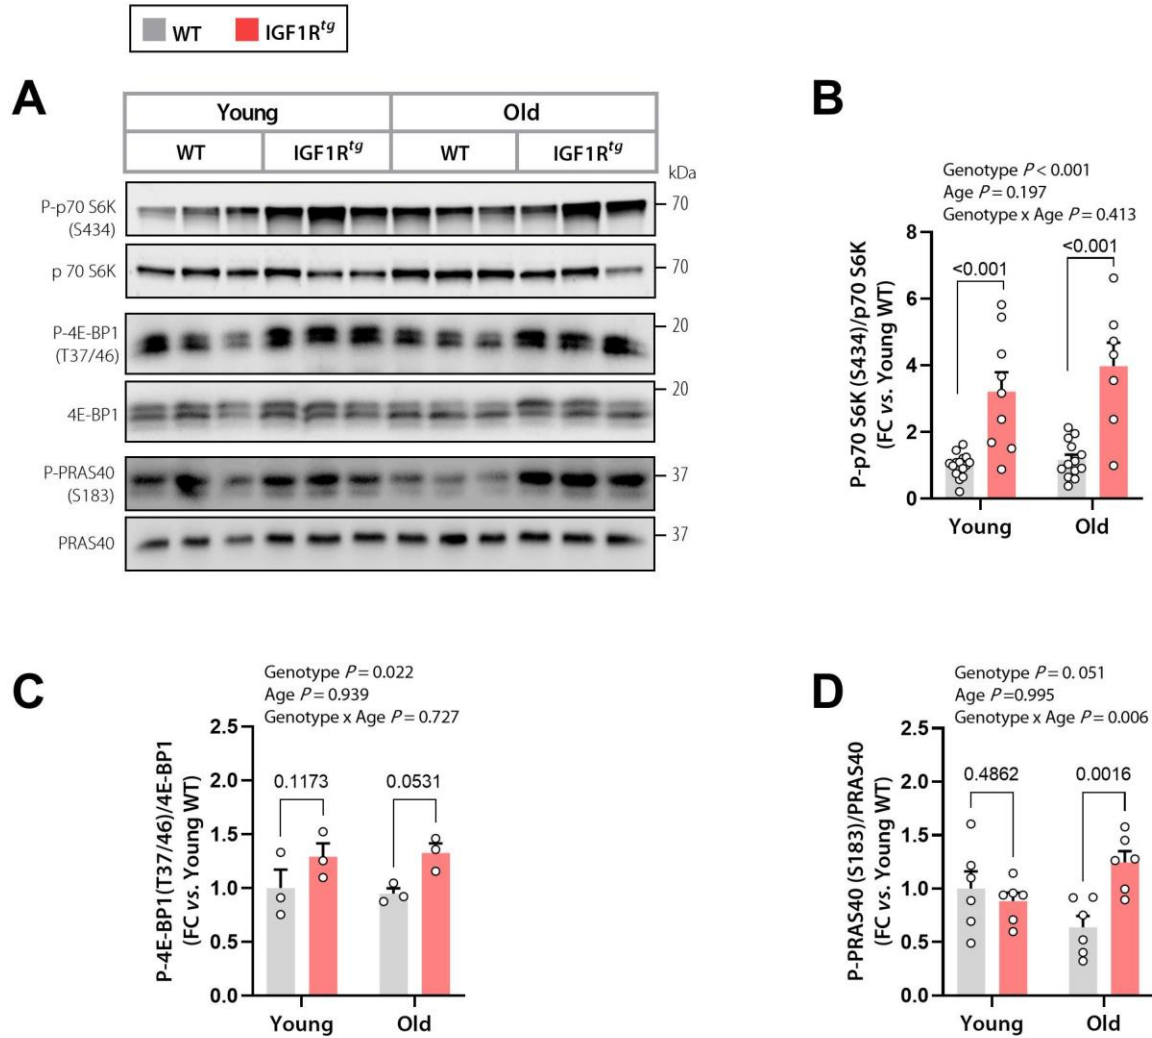 WT IGF1Rtg
A
Young Old
WT IGF1Rtg WT IGF1Rtg
kDa
P-p70 S6K
(S434)
70
p 70 S6K
70
P-4E-BP1
(T37/46)
20
4E-BP1
20
P-PRAS40
(S183)
37
PRAS40
37
B
Genotype P < 0.001
Age P = 0.197
Genotype x Age P = 0.413
P-p70 S6K (S434)/p70 S6K
(FC vs. Young WT)
8
6
4
2
0
<0.001
<0.001
Young Old
C
Genotype P = 0.022
Age P = 0.939
Genotype x Age P = 0.727
P-4E-BP1(T37/46)/4E-BP1
(FC vs. Young WT)
2.5
2.0
1.5
1.0
0.5
0.0
0.1173
0.0531
Young Old
D
Genotype P = 0. 051
Age P =0.995
Genotype x Age P = 0.006
P-PRAS40 (S183)/PRAS40
(FC vs. Young WT)
2.5
2.0
1.5
1.0
0.5
0.0
0.4862
0.0016
Young Old